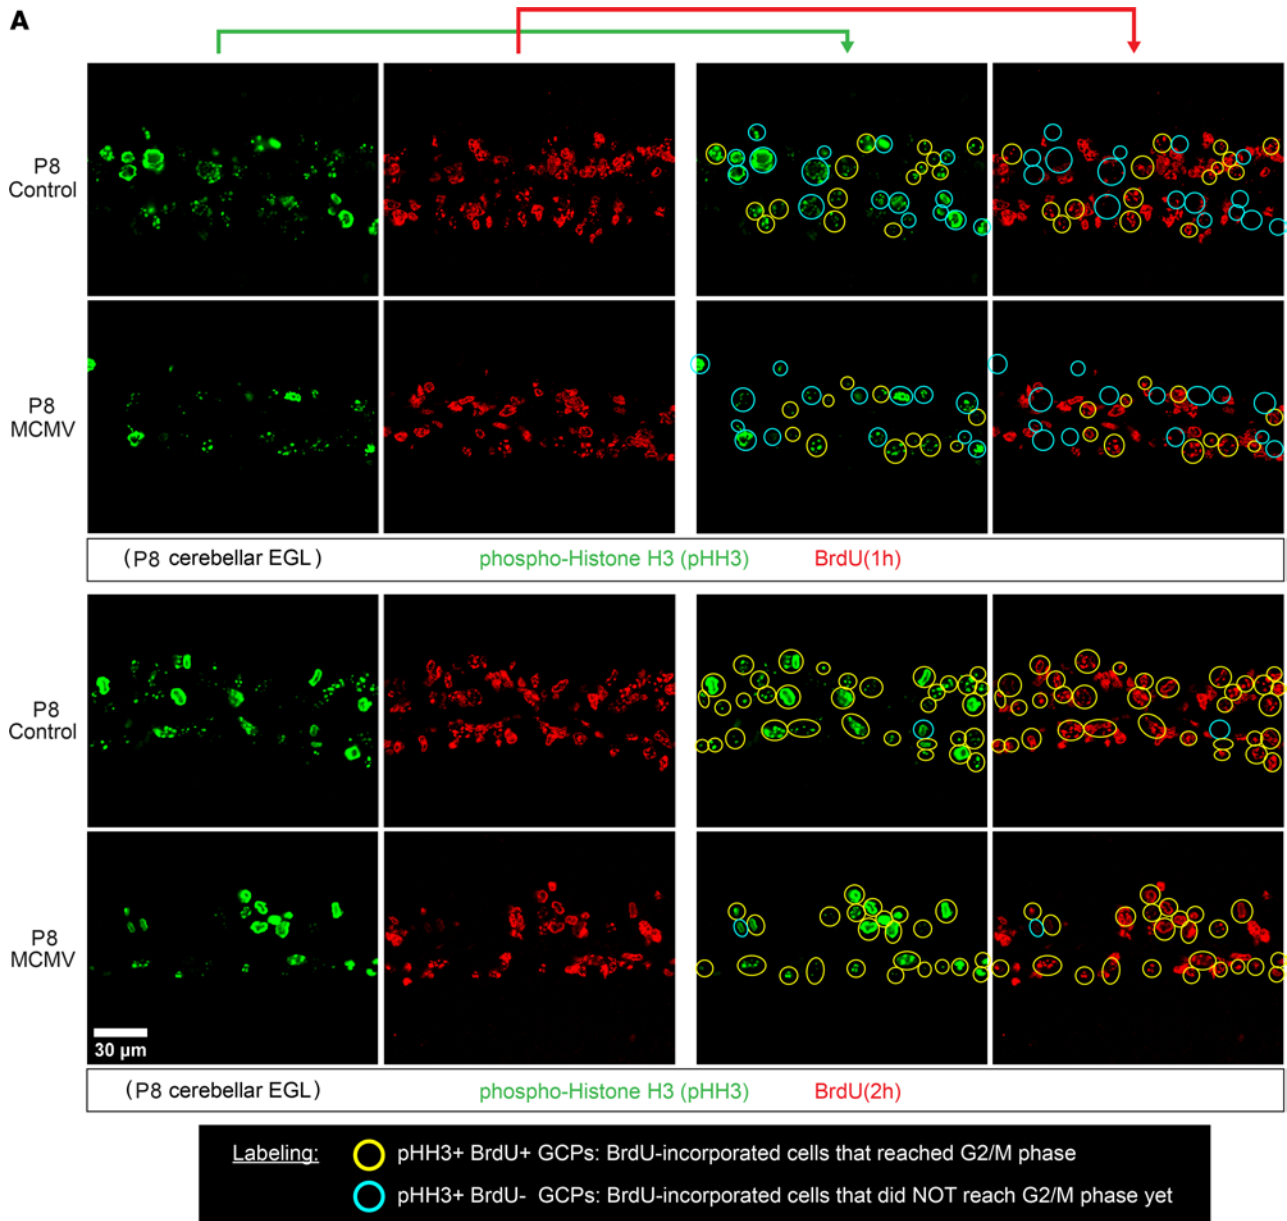 A
P8
Control
P8
MCMV
(P8 cerebellar EGL) phospho-Histone H3 (pHH3) BrdU(1h)
P8
Control
P8
MCMV
30 µm
(P8 cerebellar EGL) phospho-Histone H3 (pHH3) BrdU(2h)
Labeling: pHH3+ BrdU+ GCPs: BrdU-incorporated cells that reached G2/M phase
pHH3+ BrdU- GCPs: BrdU-incorporated cells that did NOT reach G2/M phase yet